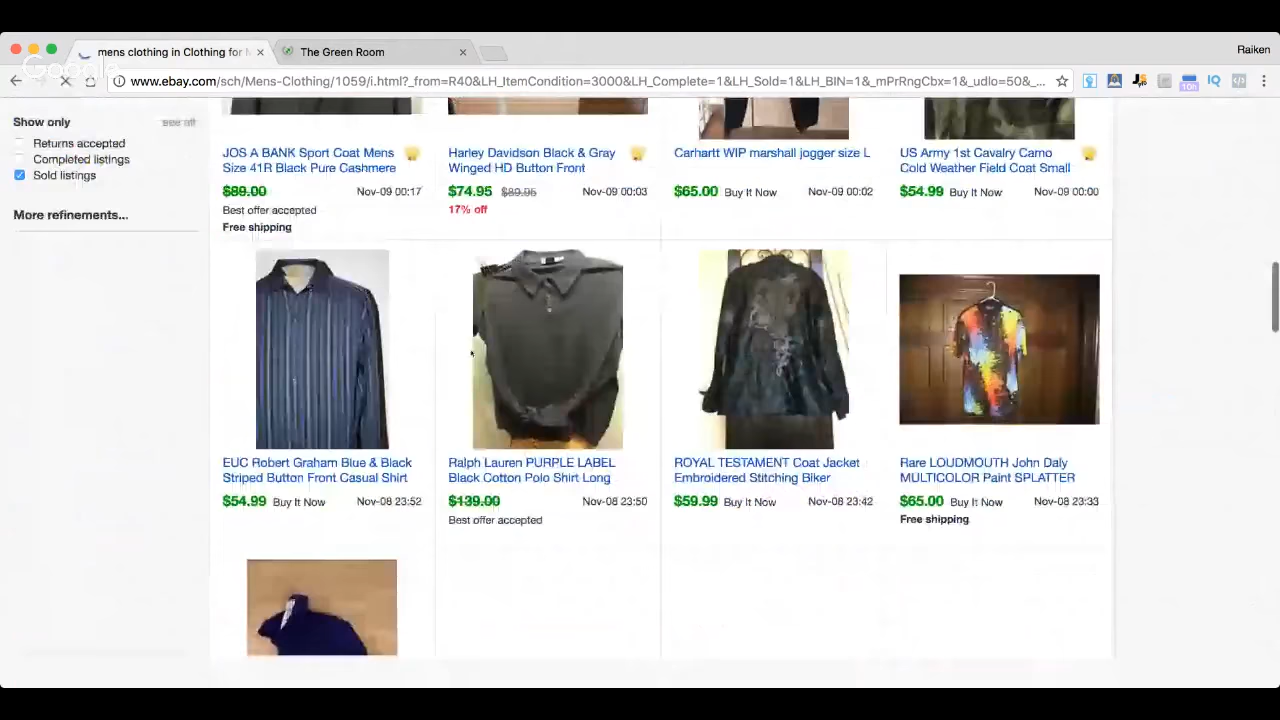 mens clothing in Clothing for M
The Green Room
Raiken
Google
www.ebay.com/sch/Mens-Clothing/1059/i.html?_from=R40&LH_ItemCondition=3000&LH_Complete=1&LH_Sold=1&LH_BIN=1&_mPrRngCbx=1&_udlo=50&_...
10h
Show only
see all
Returns accepted
Completed listings
Sold listings
More refinements...
JOS A BANK Sport Coat Mens
Size 41R Black Pure Cashmere
$89.00
Nov-09 00:17
Best offer accepted
Free shipping
Harley Davidson Black & Gray
Winged HD Button Front
$74.95 $89.95
Nov-09 00:03
17% off
Carhartt WIP marshall jogger size L
$65.00 Buy It Now
Nov-09 00:02
US Army 1st Cavalry Camo
Cold Weather Field Coat Small
$54.99 Buy It Now
Nov-09 00:00
EUC Robert Graham Blue & Black
Striped Button Front Casual Shirt
$54.99 Buy It Now
Nov-08 23:52
Ralph Lauren PURPLE LABEL
Black Cotton Polo Shirt Long
$139.00
Nov-08 23:50
Best offer accepted
ROYAL TESTAMENT Coat Jacket
Embroidered Stitching Biker
$59.99 Buy It Now
Nov-08 23:42
Rare LOUDMOUTH John Daly
MULTICOLOR Paint SPLATTER
$65.00 Buy It Now
Nov-08 23:33
Free shipping